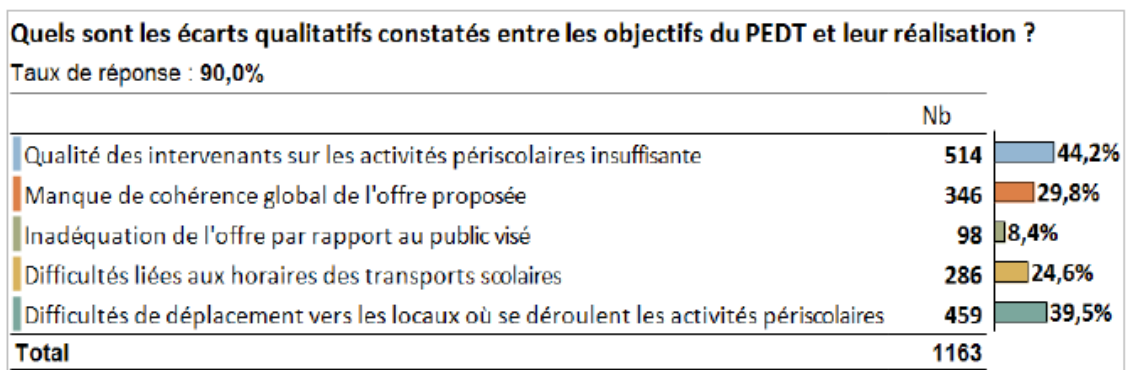 Quels sont les écarts qualitatifs constatés entre les objectifs du PEDT et leur réalisation ?
Taux de réponse : 90,0%
Nb
Qualité des intervenants sur les activités périscolaires insuffisante 514 44,2%
Manque de cohérence global de l'offre proposée 346 29,8%
Inadéquation de l'offre par rapport au public visé 98 8,4%
Difficultés liées aux horaires des transports scolaires 286 24,6%
Difficultés de déplacement vers les locaux où se déroulent les activités périscolaires 459 39,5%
Total 1163